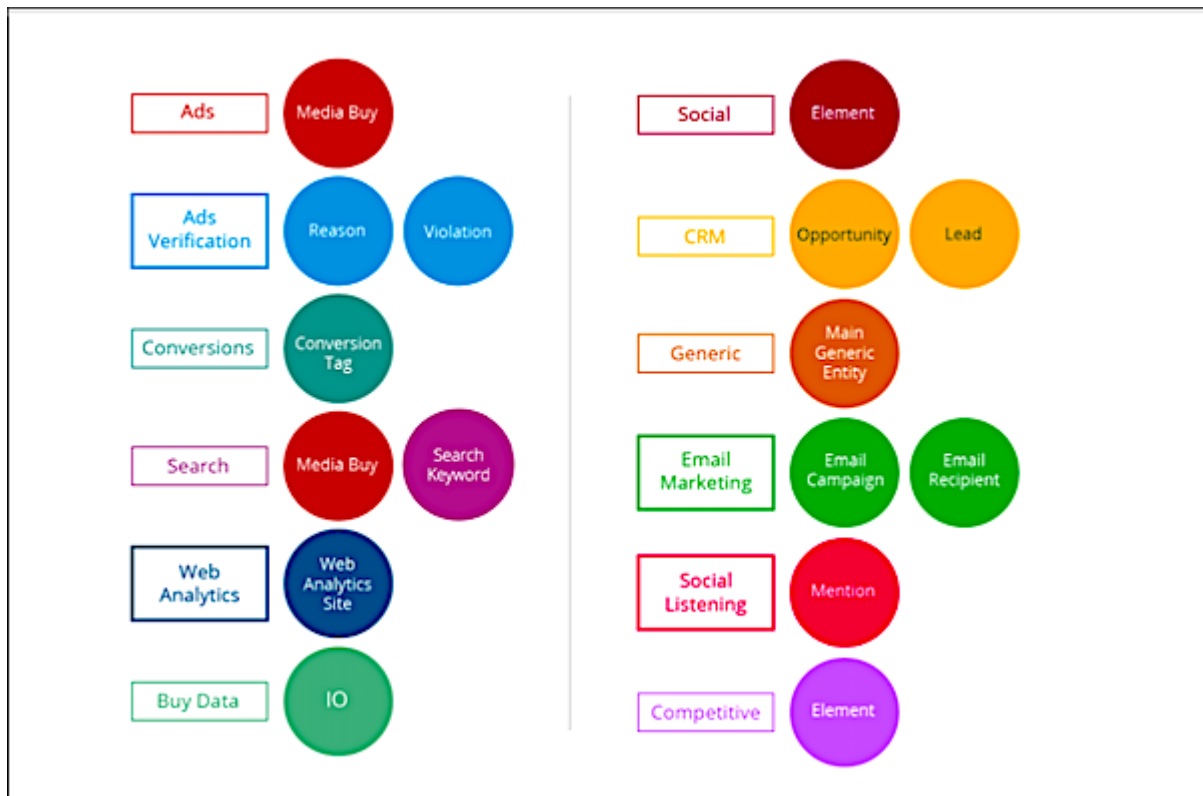 Ads
Media Buy
Ads
Verification
Reason
Violation
Conversions
Conversion
Tag
Search
Media Buy
Search
Keyword
Web
Analytics
Web
Analytics
Site
Buy Data
IO
Social
Element
CRM
Opportunity
Lead
Generic
Main
Generic
Entity
Email
Marketing
Email
Campaign
Email
Recipient
Social
Listening
Mention
Competitive
Element